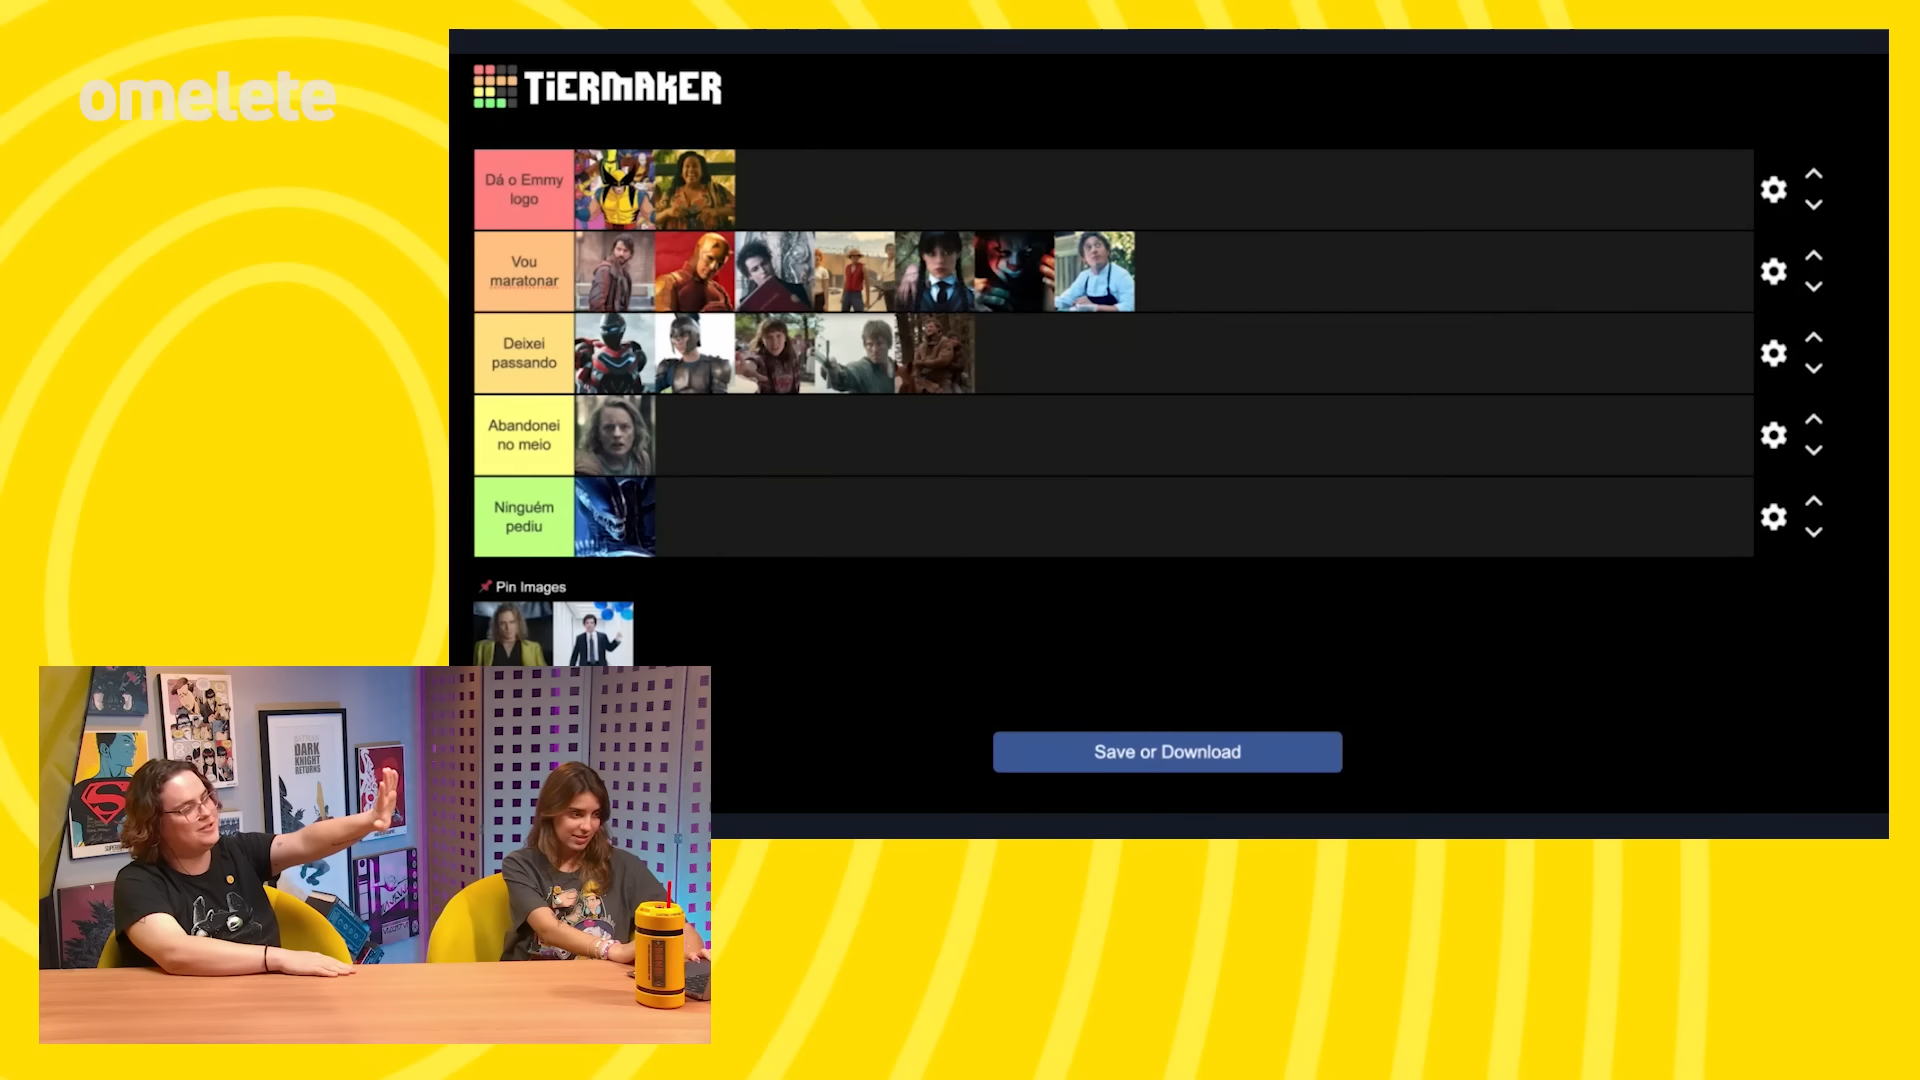 omelete
TiERMAKER
Dá o Emmy
logo
Vou
maratonar
Deixei
passando
Abandonei
no meio
Ninguém
pediu
Pin Images
Save or Download
DARK
KNIGHT
RETURNS